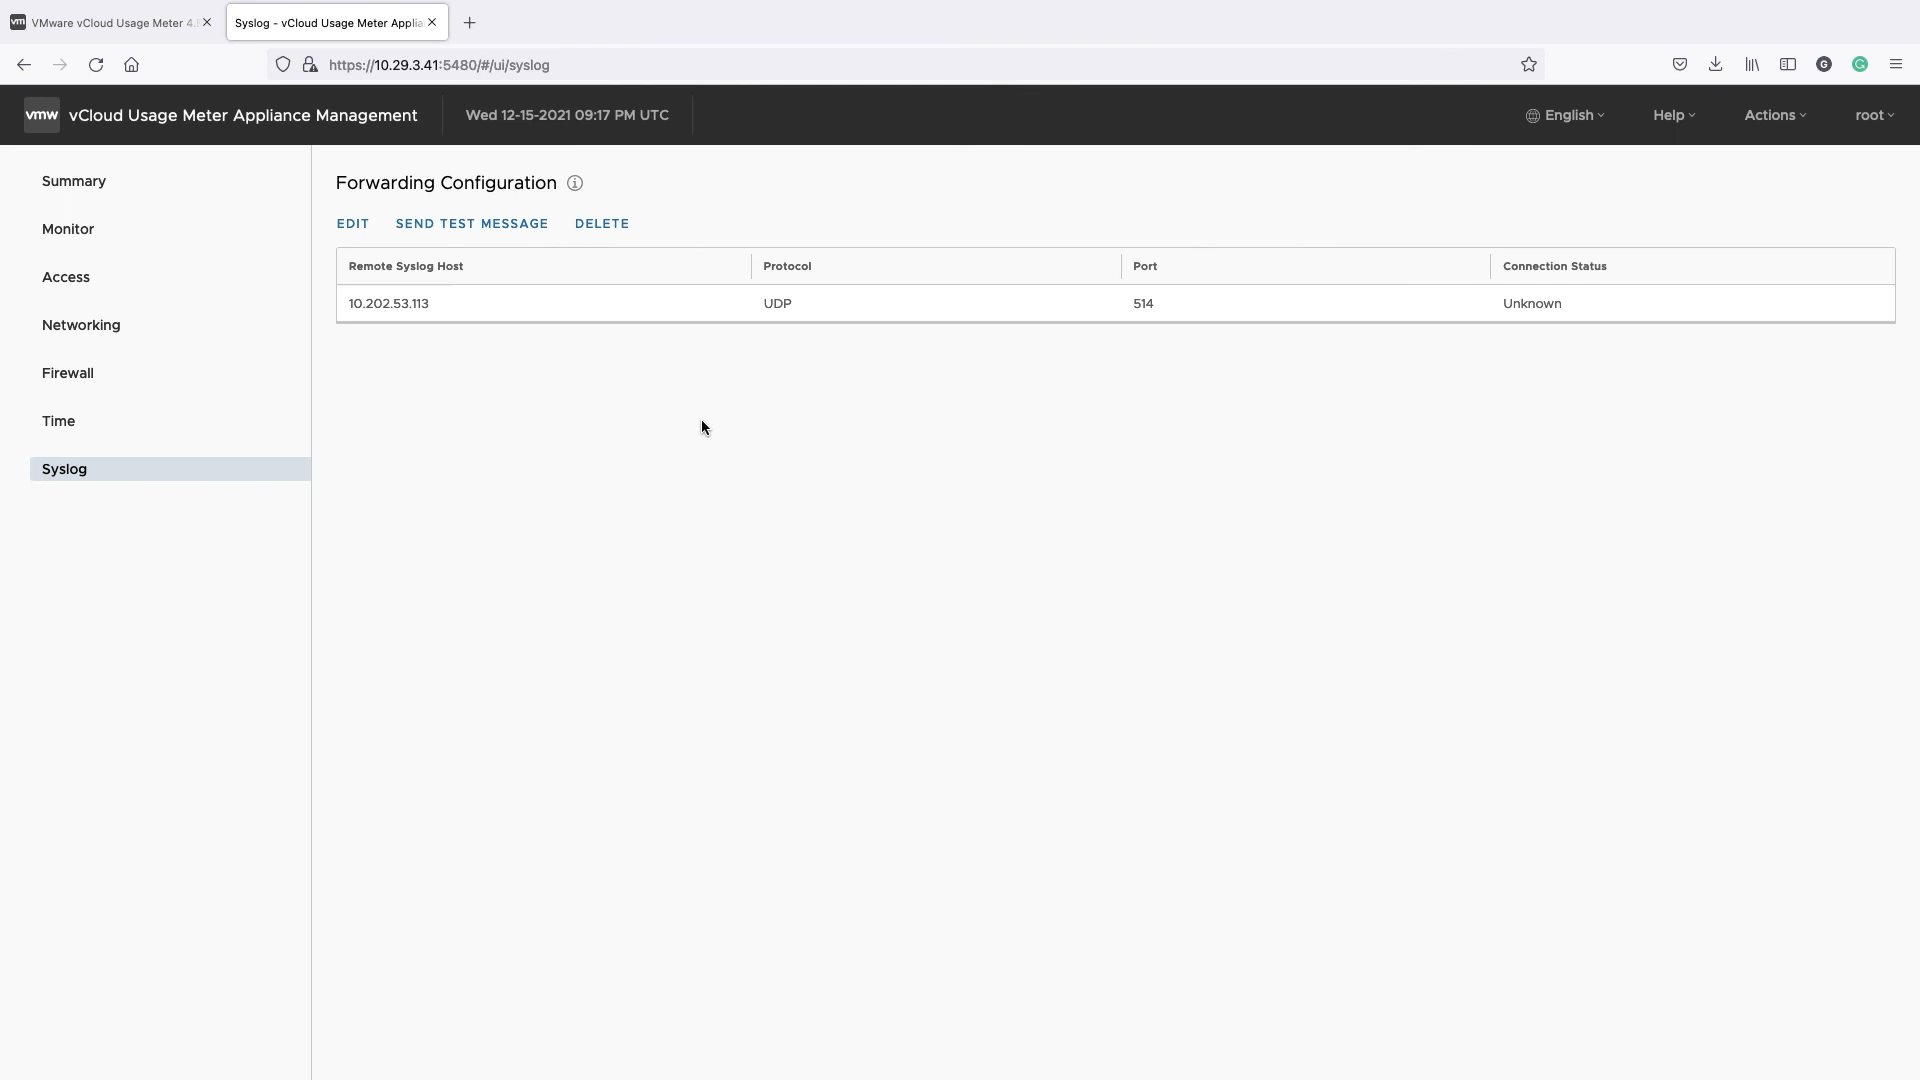 vm VMware vCloud Usage Meter 4.
Syslog - vCloud Usage Meter Applia
https://10.29.3.41:5480/#/ui/syslog
G
G
vmw vCloud Usage Meter Appliance Management
Wed 12-15-2021 09:17 PM UTC
English
Help
Actions
root
Summary
Monitor
Access
Networking
Firewall
Time
Syslog
Forwarding Configuration
EDIT SEND TEST MESSAGE DELETE
Remote Syslog Host Protocol Port Connection Status
10.202.53.113 UDP 514 Unknown